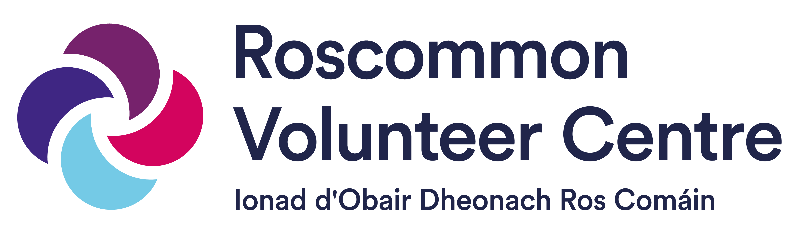 Roscommon
Volunteer Centre
Ionad d'Obair Dheonach Ros Comáin